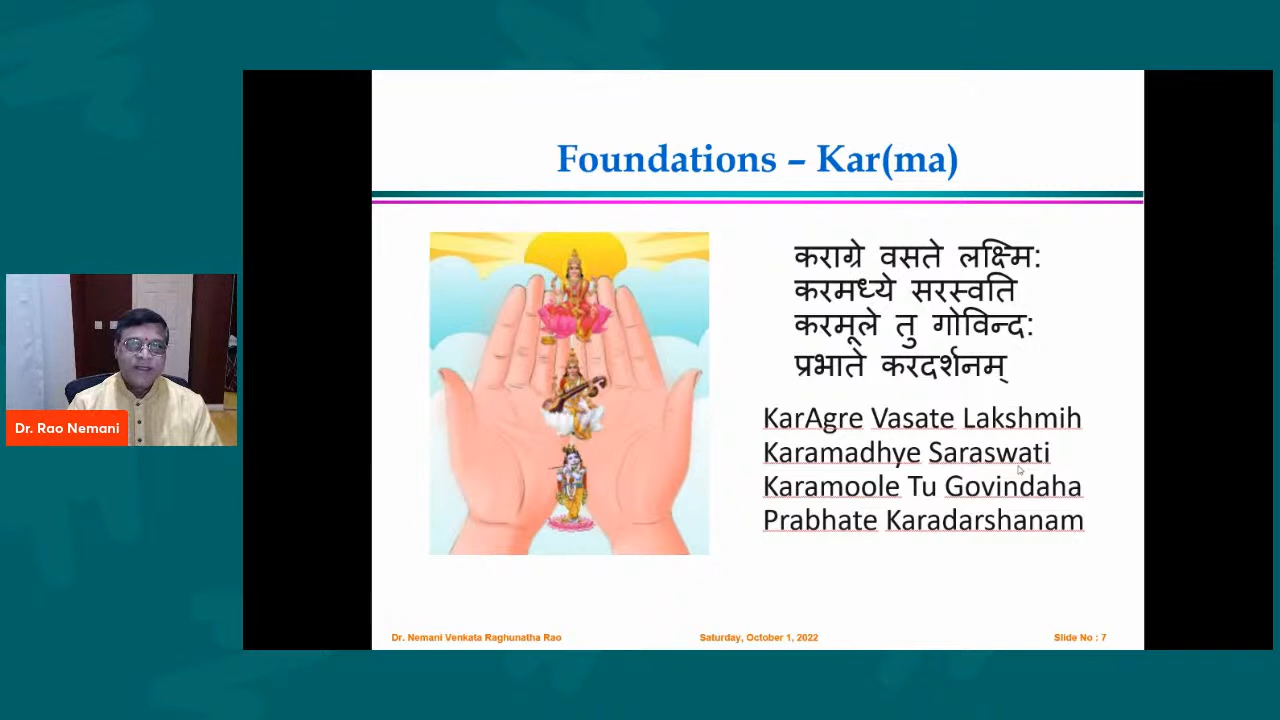 Foundations – Kar(ma)
कराग्रे वसते लक्ष्मि:
करमध्ये सरस्वति
करमूले तु गोविन्द:
प्रभाते करदर्शनम्
KarAgre Vasate Lakshmih
Karamadhye Saraswati
Karamoole Tu Govindaha
Prabhate Karadarshanam
Dr. Rao Nemani
Dr. Nemani Venkata Raghunatha Rao
Saturday, October 1, 2022
Slide No : 7